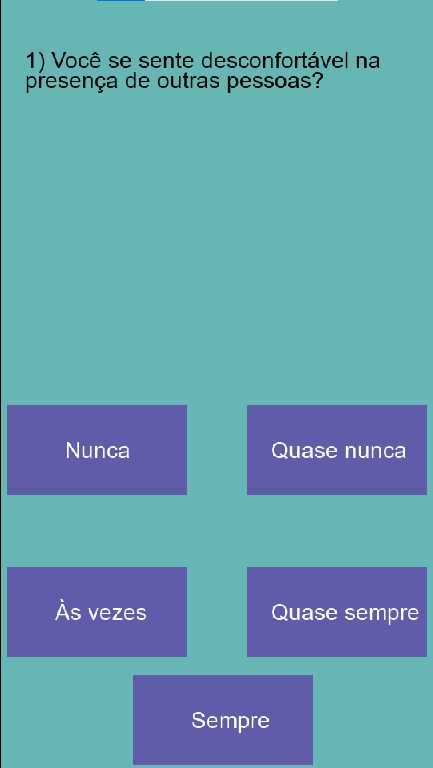 1) Você se sente desconfortável na
presença de outras pessoas?
Nunca
Quase nunca
Às vezes
Quase sempre
Sempre